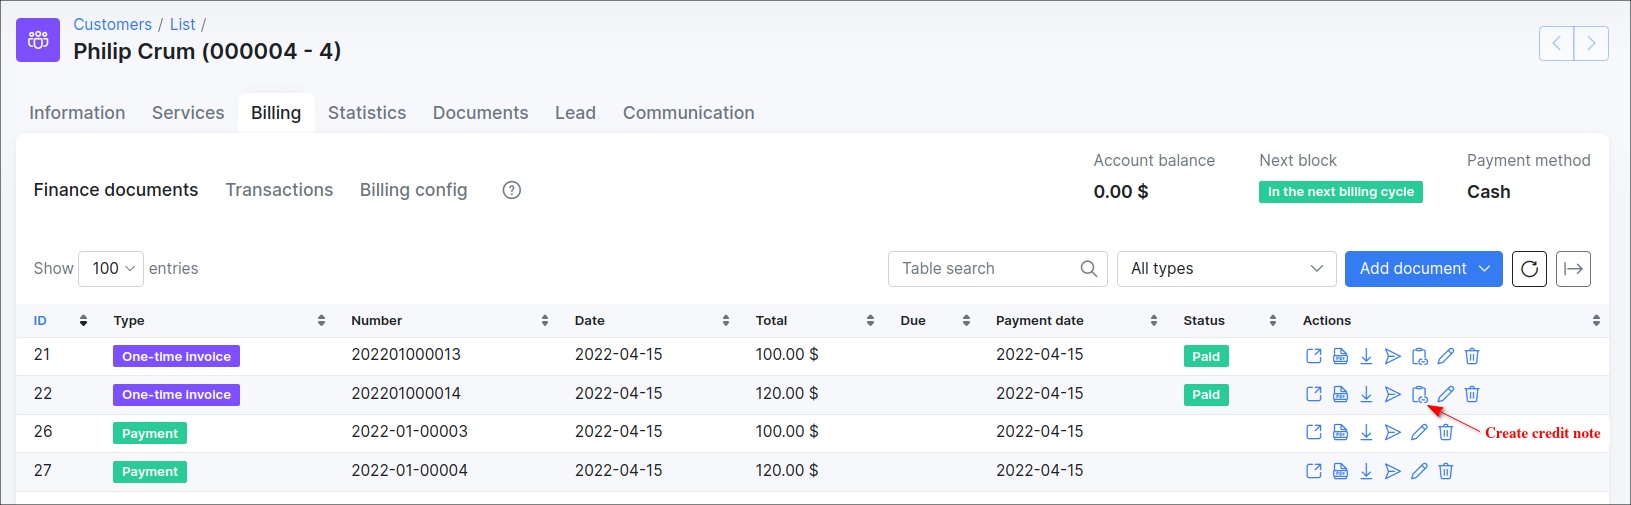 Customers / List /
Philip Crum (000004 - 4)
Information Services Billing Statistics Documents Lead Communication
Account balance Next block Payment method
Finance documents Transactions Billing config ?
0.00 $ In the next billing cycle Cash
Show 100 entries Table search All types Add document
ID Type Number Date Total Due Payment date Status Actions
21 One-time invoice 202201000013 2022-04-15 100.00 $ 2022-04-15 Paid
22 One-time invoice 202201000014 2022-04-15 120.00 $ 2022-04-15 Paid
26 Payment 2022-01-00003 2022-04-15 100.00 $ 2022-04-15
Create credit note
27 Payment 2022-01-00004 2022-04-15 120.00 $ 2022-04-15